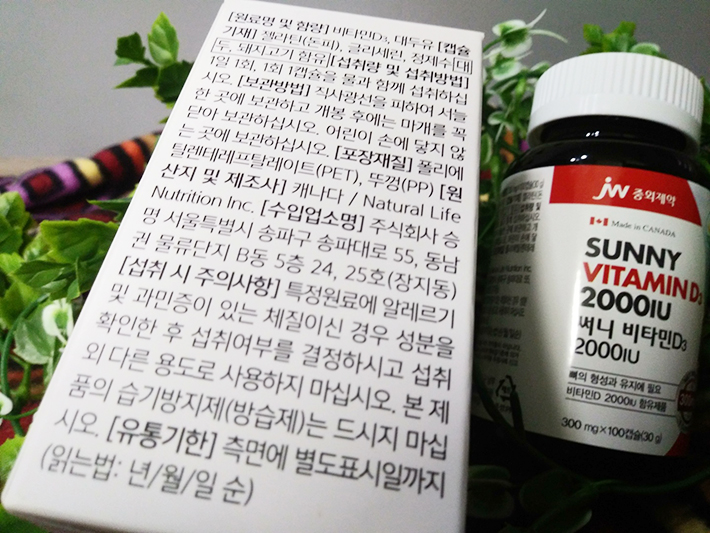 [원료명 및 함량] 비타민D₃, 대두유 [캡슐
기재] 젤라틴(돈피), 글리세린, 정제수 [대
두, 돼지고기 함유] [섭취량 및 섭취방법]
1일 1회, 1회 1캡슐을 물과 함께 섭취하십
시오. [보관방법] 직사광선을 피하여 서늘
한 곳에 보관하고 개봉 후에는 마개를 꼭
닫아 보관하십시오. 어린이 손에 닿지 않
는 곳에 보관하십시오. [포장재질] 폴리에
틸렌테레프탈레이트(PET), 뚜껑(PP) [원
산지 및 제조사] 캐나다 / Natural Life
Nutrition Inc. [수입업소명] 주식회사 승
명 서울특별시 송파구 송파대로 55, 동남
권 물류단지 B동 5층 24, 25호(장지동)
[섭취 시 주의사항] 특정원료에 알레르기
및 과민증이 있는 체질이신 경우 성분을
확인한 후 섭취여부를 결정하시고 섭취
외 다른 용도로 사용하지 마십시오. 본 제
품의 습기방지제(방습제)는 드시지 마십
시오. [유통기한] 측면에 별도표시일까지
(읽는법: 년/월/일 순)
jw 중외제약
Made in CANADA
SUNNY
VITAMIN D₃
2000IU
써니 비타민D₃
2000IU
뼈의 형성과 유지에 필요
비타민D 2000IU 함유제품
300 mg×100캡슐(30 g)